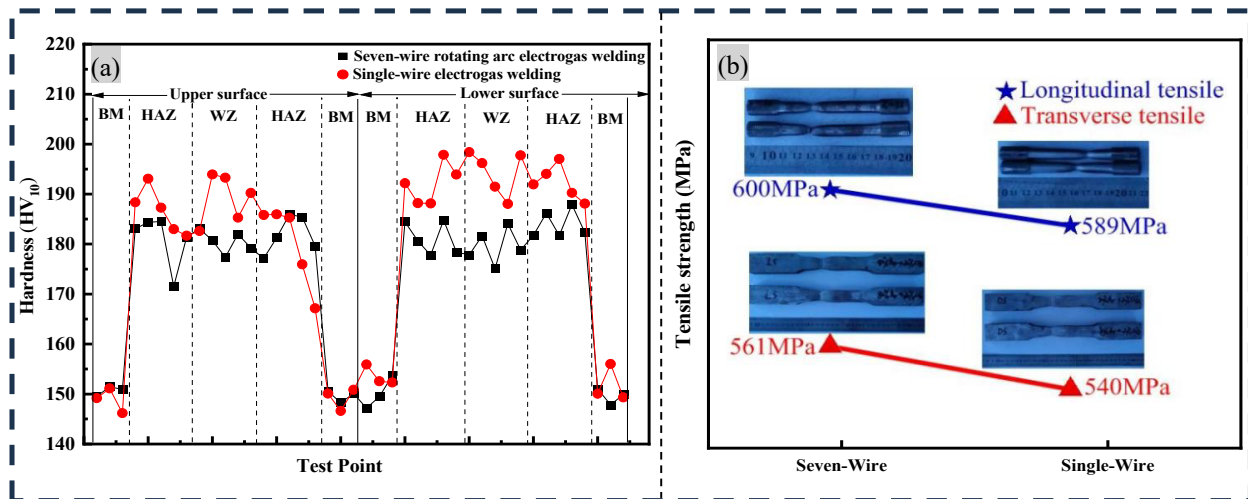 (a)
Seven-wire rotating arc electrogas welding
Single-wire electrogas welding
Upper surface
Lower surface
BM
HAZ
WZ
HAZ
BM
BM
HAZ
WZ
HAZ
BM
220
210
200
190
180
170
160
150
140
Hardness (HV10)
Test Point
(b)
Longitudinal tensile
Transverse tensile
600MPa
589MPa
561MPa
540MPa
Tensile strength (MPa)
Seven-Wire
Single-Wire